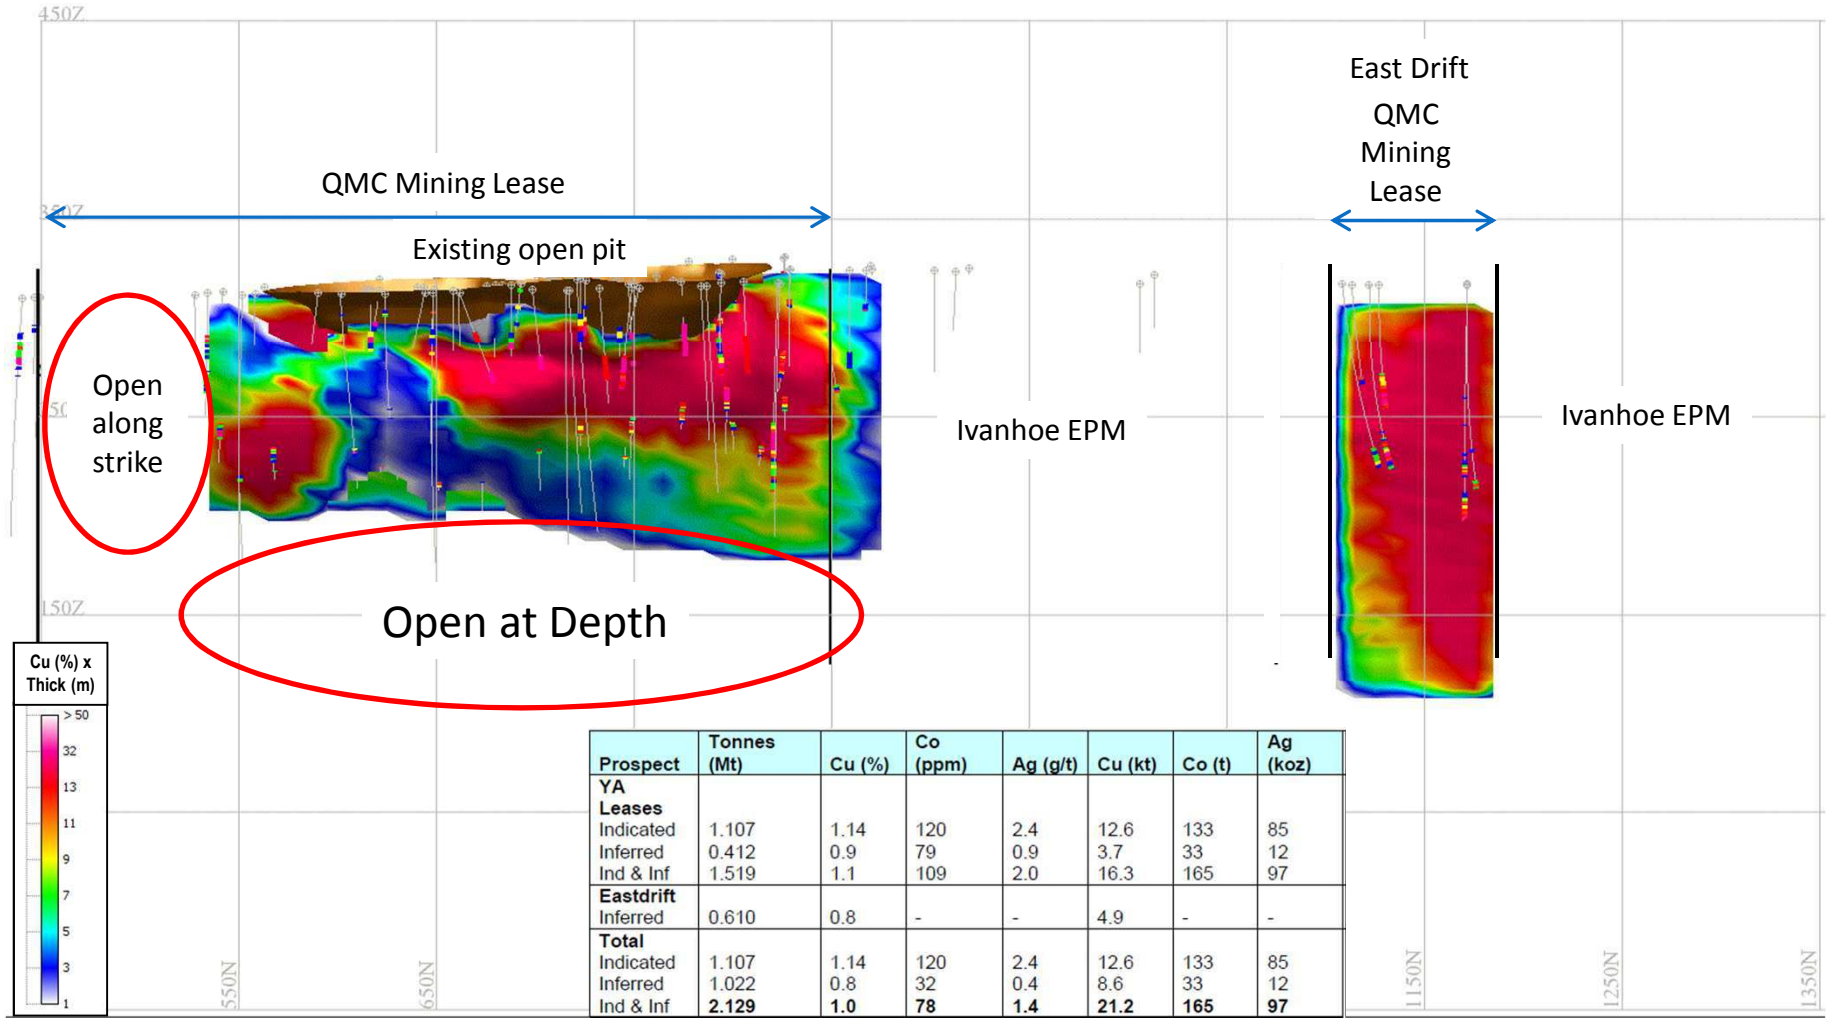 450Z
East Drift
QMC
Mining
Lease
QMC Mining Lease
350Z
Existing open pit
Open
along
strike
Ivanhoe EPM
Ivanhoe EPM
150Z
Open at Depth
Cu (%) x
Thick (m)
> 50
32
13
11
9
7
5
3
1
Prospect Tonnes (Mt) Cu (%) Co (ppm) Ag (g/t) Cu (kt) Co (t) Ag (koz)
YA
Leases
Indicated 1.107 1.14 120 2.4 12.6 133 85
Inferred 0.412 0.9 79 0.9 3.7 33 12
Ind & Inf 1.519 1.1 109 2.0 16.3 165 97
Eastdrift
Inferred 0.610 0.8 - - 4.9 - -
Total
Indicated 1.107 1.14 120 2.4 12.6 133 85
Inferred 1.022 0.8 32 0.4 8.6 33 12
Ind & Inf 2.129 1.0 78 1.4 21.2 165 97
550N
650N
1150N
1250N
1350N